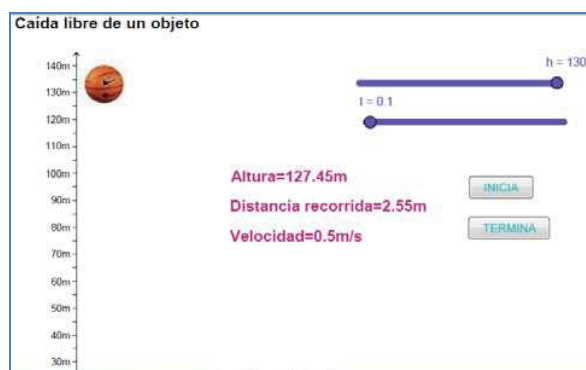 Caída libre de un objeto
h = 130
t = 0.1
140m
130m
120m
110m
100m
90m
80m
70m
60m
50m
40m
30m
Altura=127.45m
Distancia recorrida=2.55m
Velocidad=0.5m/s
INICIA
TERMINA